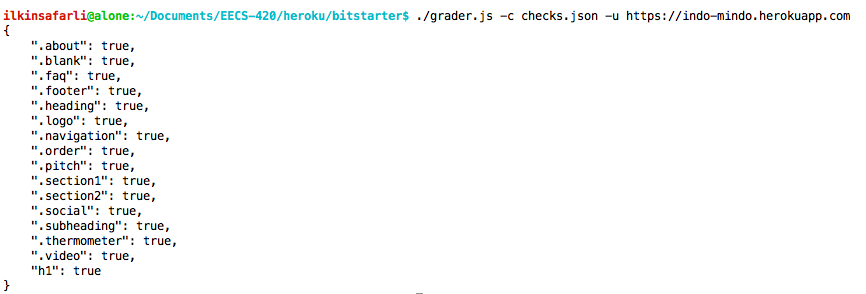 ilkinsafarli@alone:~/Documents/EECS-420/heroku/bitstarter$ ./grader.js -c checks.json -u https://indo-mindo.herokuapp.com
{
    ".about": true,
    ".blank": true,
    ".faq": true,
    ".footer": true,
    ".heading": true,
    ".logo": true,
    ".navigation": true,
    ".order": true,
    ".pitch": true,
    ".section1": true,
    ".section2": true,
    ".social": true,
    ".subheading": true,
    ".thermometer": true,
    ".video": true,
    "h1": true
}